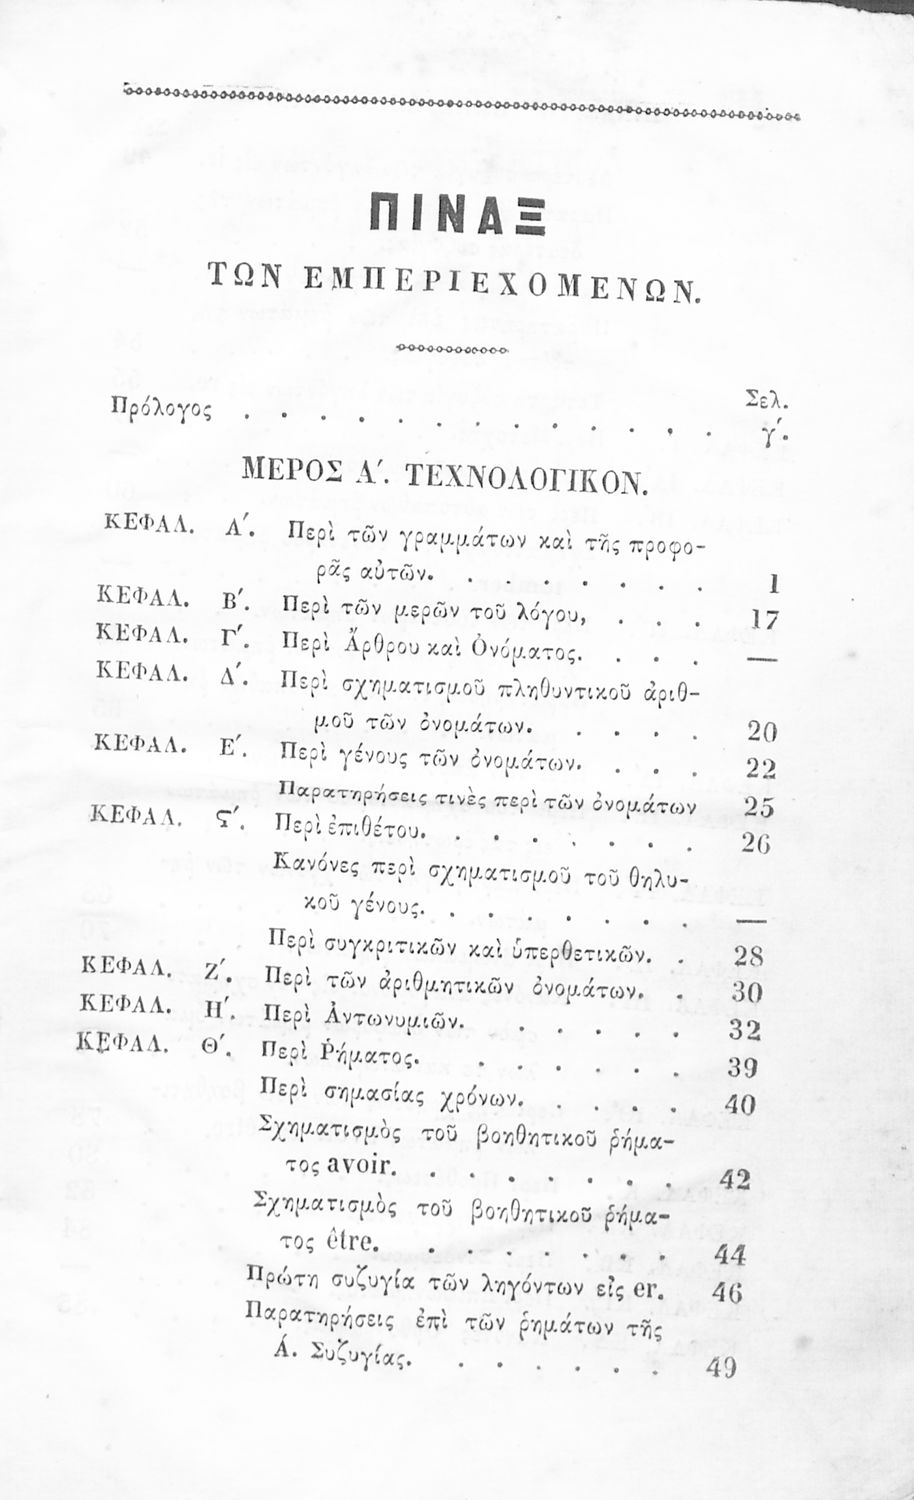 ΠΙΝΑΞ
ΤΩΝ ΕΜΠΕΡΙΕΧΟΜΕΝΩΝ.
Σελ.
Πρόλογος . . . . . . . . . . . . . . γ'.
ΜΕΡΟΣ Α'. ΤΕΧΝΟΛΟΓΙΚΟΝ.
ΚΕΦΑΛ. Α'. Περὶ τῶν γραμμάτων καὶ τῆς προφο-
ρᾶς αὐτῶν. . . . . . . . 1
ΚΕΦΑΛ. Β'. Περὶ τῶν μερῶν τοῦ λόγου, . . . 17
ΚΕΦΑΛ. Γ'. Περὶ Ἄρθρου καὶ Ὀνόματος. . . . —
ΚΕΦΑΛ. Δ'. Περὶ σχηματισμοῦ πληθυντικοῦ ἀριθ-
μοῦ τῶν ὀνομάτων. . . . . 20
ΚΕΦΑΛ. Ε'. Περὶ γένους τῶν ὀνομάτων. . . . 22
Παρατηρήσεις τινὲς περὶ τῶν ὀνομάτων 25
ΚΕΦΑΛ. Ϛ'. Περὶ ἐπιθέτου. . . . . . . . 26
Κανόνες περὶ σχηματισμοῦ τοῦ θηλυ-
κοῦ γένους. . . . . . . . —
Περὶ συγκριτικῶν καὶ ὑπερθετικῶν. . 28
ΚΕΦΑΛ. Ζ'. Περὶ τῶν ἀριθμητικῶν ὀνομάτων. . 30
ΚΕΦΑΛ. Η'. Περὶ Ἀντωνυμιῶν. . . . . . 32
ΚΕΦΑΛ. Θ'. Περὶ Ῥήματος. . . . . . . 39
Περὶ σημασίας χρόνων. . . . . 40
Σχηματισμὸς τοῦ βοηθητικοῦ ῥήμα-
τος avoir. . . . . . . . 42
Σχηματισμὸς τοῦ βοηθητικοῦ ῥήμα-
τος être. . . . . . . . 44
Πρώτη συζυγία τῶν ληγόντων εἰς er. 46
Παρατηρήσεις ἐπὶ τῶν ῥημάτων τῆς
Ά. Συζυγίας. . . . . . . 49